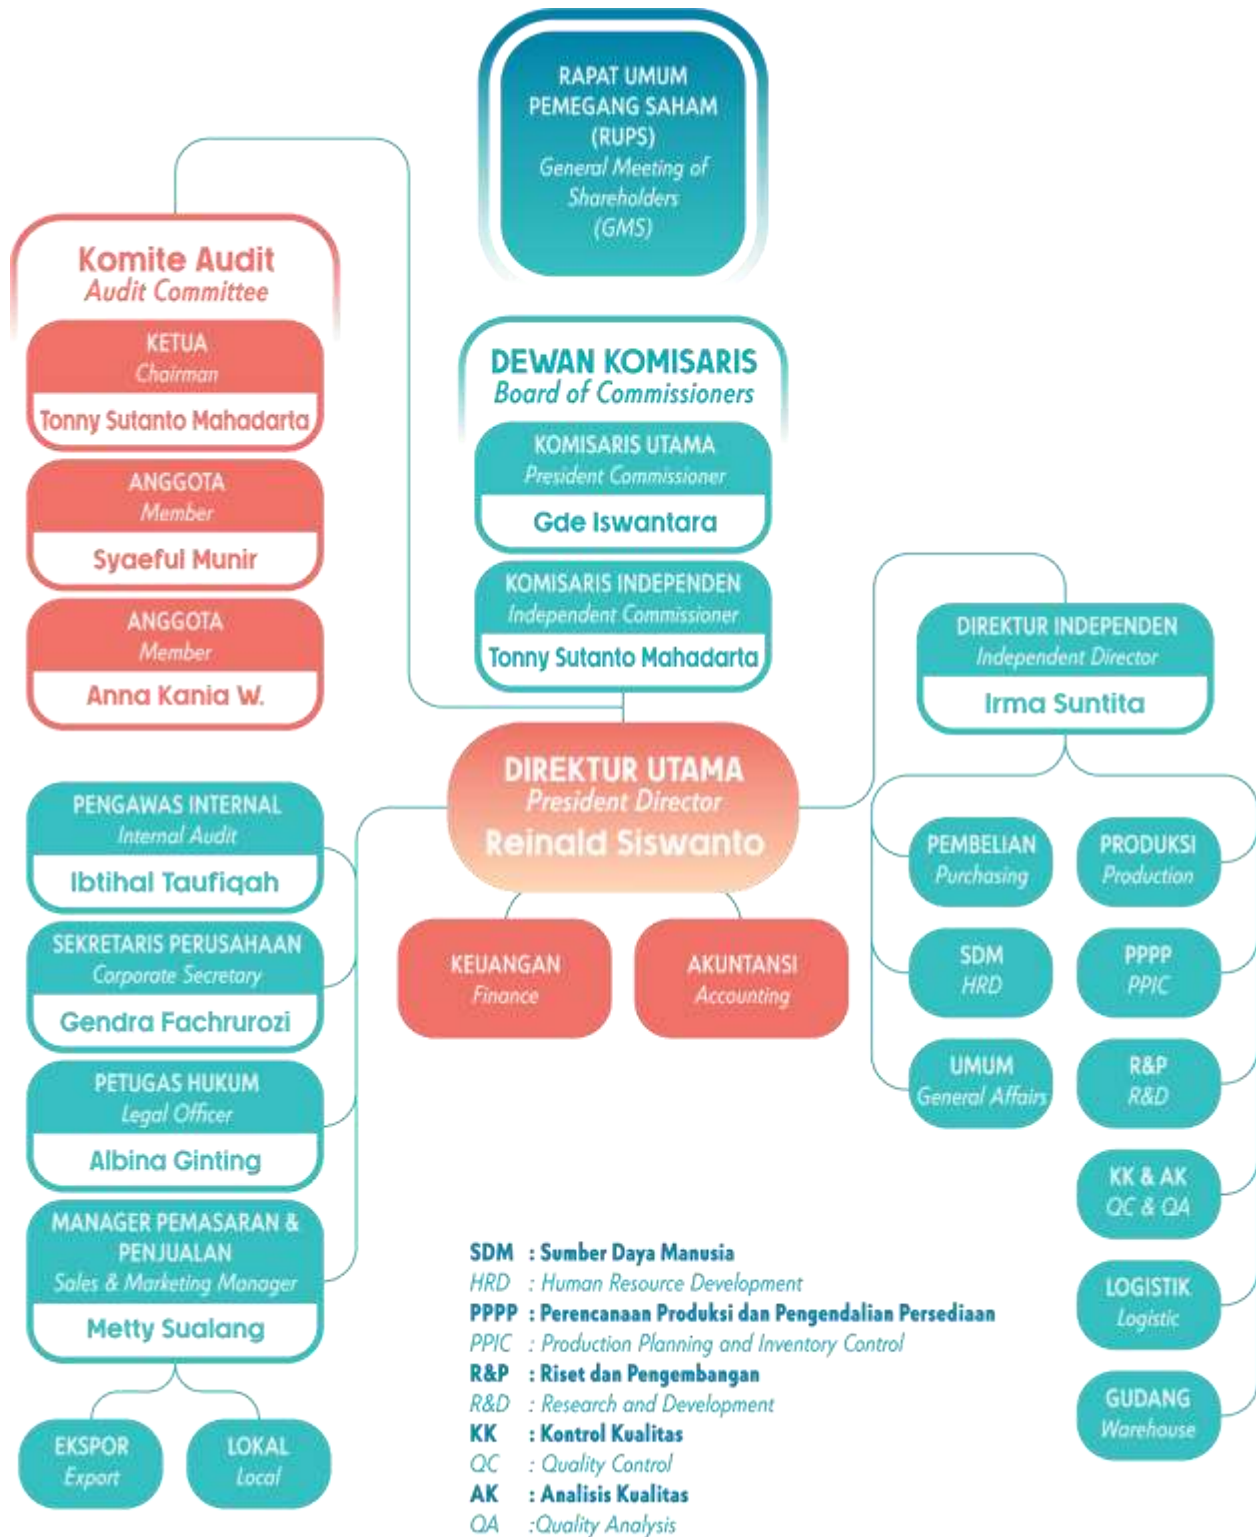 RAPAT UMUM
PEMEGANG SAHAM
(RUPS)
General Meeting of
Shareholders
(GMS)
Komite Audit
Audit Committee
KETUA
Chairman
Tonny Sutanto Mahadarta
ANGGOTA
Member
Syaeful Munir
ANGGOTA
Member
Anna Kania W.
DEWAN KOMISARIS
Board of Commissioners
KOMISARIS UTAMA
President Commissioner
Gde Iswantara
KOMISARIS INDEPENDEN
Independent Commissioner
Tonny Sutanto Mahadarta
DIREKTUR INDEPENDEN
Independent Director
Irma Suntita
DIREKTUR UTAMA
President Director
Reinald Siswanto
PENGAWAS INTERNAL
Internal Audit
Ibtihal Taufiqah
SEKRETARIS PERUSAHAAN
Corporate Secretary
Gendra Fachrurozi
PETUGAS HUKUM
Legal Officer
Albina Ginting
MANAGER PEMASARAN &
PENJUALAN
Sales & Marketing Manager
Metty Sualang
EKSPOR
Export
LOKAL
Local
KEUANGAN
Finance
AKUNTANSI
Accounting
PEMBELIAN
Purchasing
SDM
HRD
UMUM
General Affairs
PRODUKSI
Production
PPPP
PPIC
R&P
R&D
KK & AK
QC & QA
LOGISTIK
Logistic
GUDANG
Warehouse
SDM : Sumber Daya Manusia
HRD : Human Resource Development
PPPP : Perencanaan Produksi dan Pengendalian Persediaan
PPIC : Production Planning and Inventory Control
R&P : Riset dan Pengembangan
R&D : Research and Development
KK : Kontrol Kualitas
QC : Quality Control
AK : Analisis Kualitas
QA :Quality Analysis